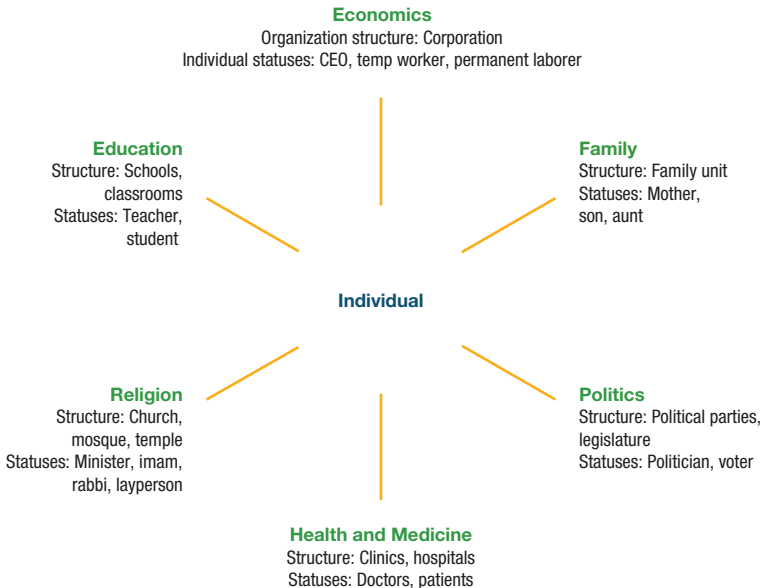 Economics
Organization structure: Corporation
Individual statuses: CEO, temp worker, permanent laborer
Education
Structure: Schools,
classrooms
Statuses: Teacher,
student
Family
Structure: Family unit
Statuses: Mother,
son, aunt
Individual
Religion
Structure: Church,
mosque, temple
Statuses: Minister, imam,
rabbi, layperson
Politics
Structure: Political parties,
legislature
Statuses: Politician, voter
Health and Medicine
Structure: Clinics, hospitals
Statuses: Doctors, patients